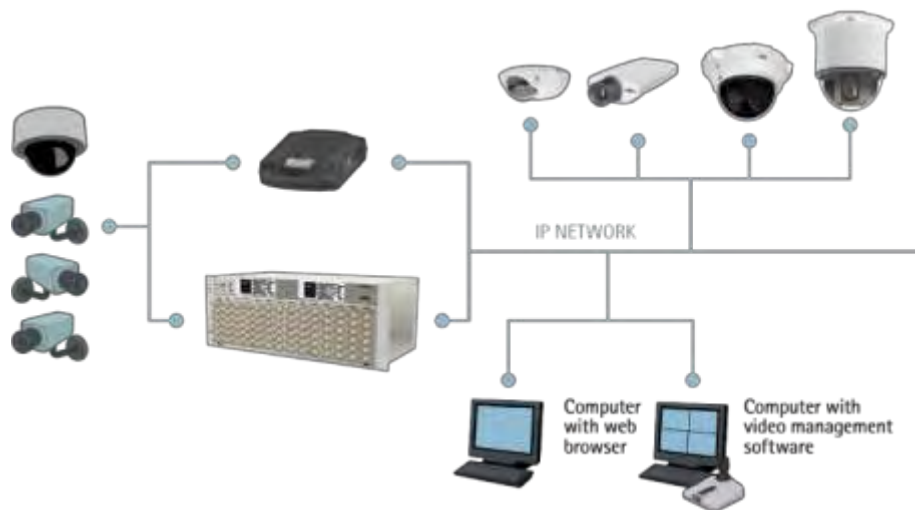 IP NETWORK
Computer
with web
browser
Computer with
video management
software